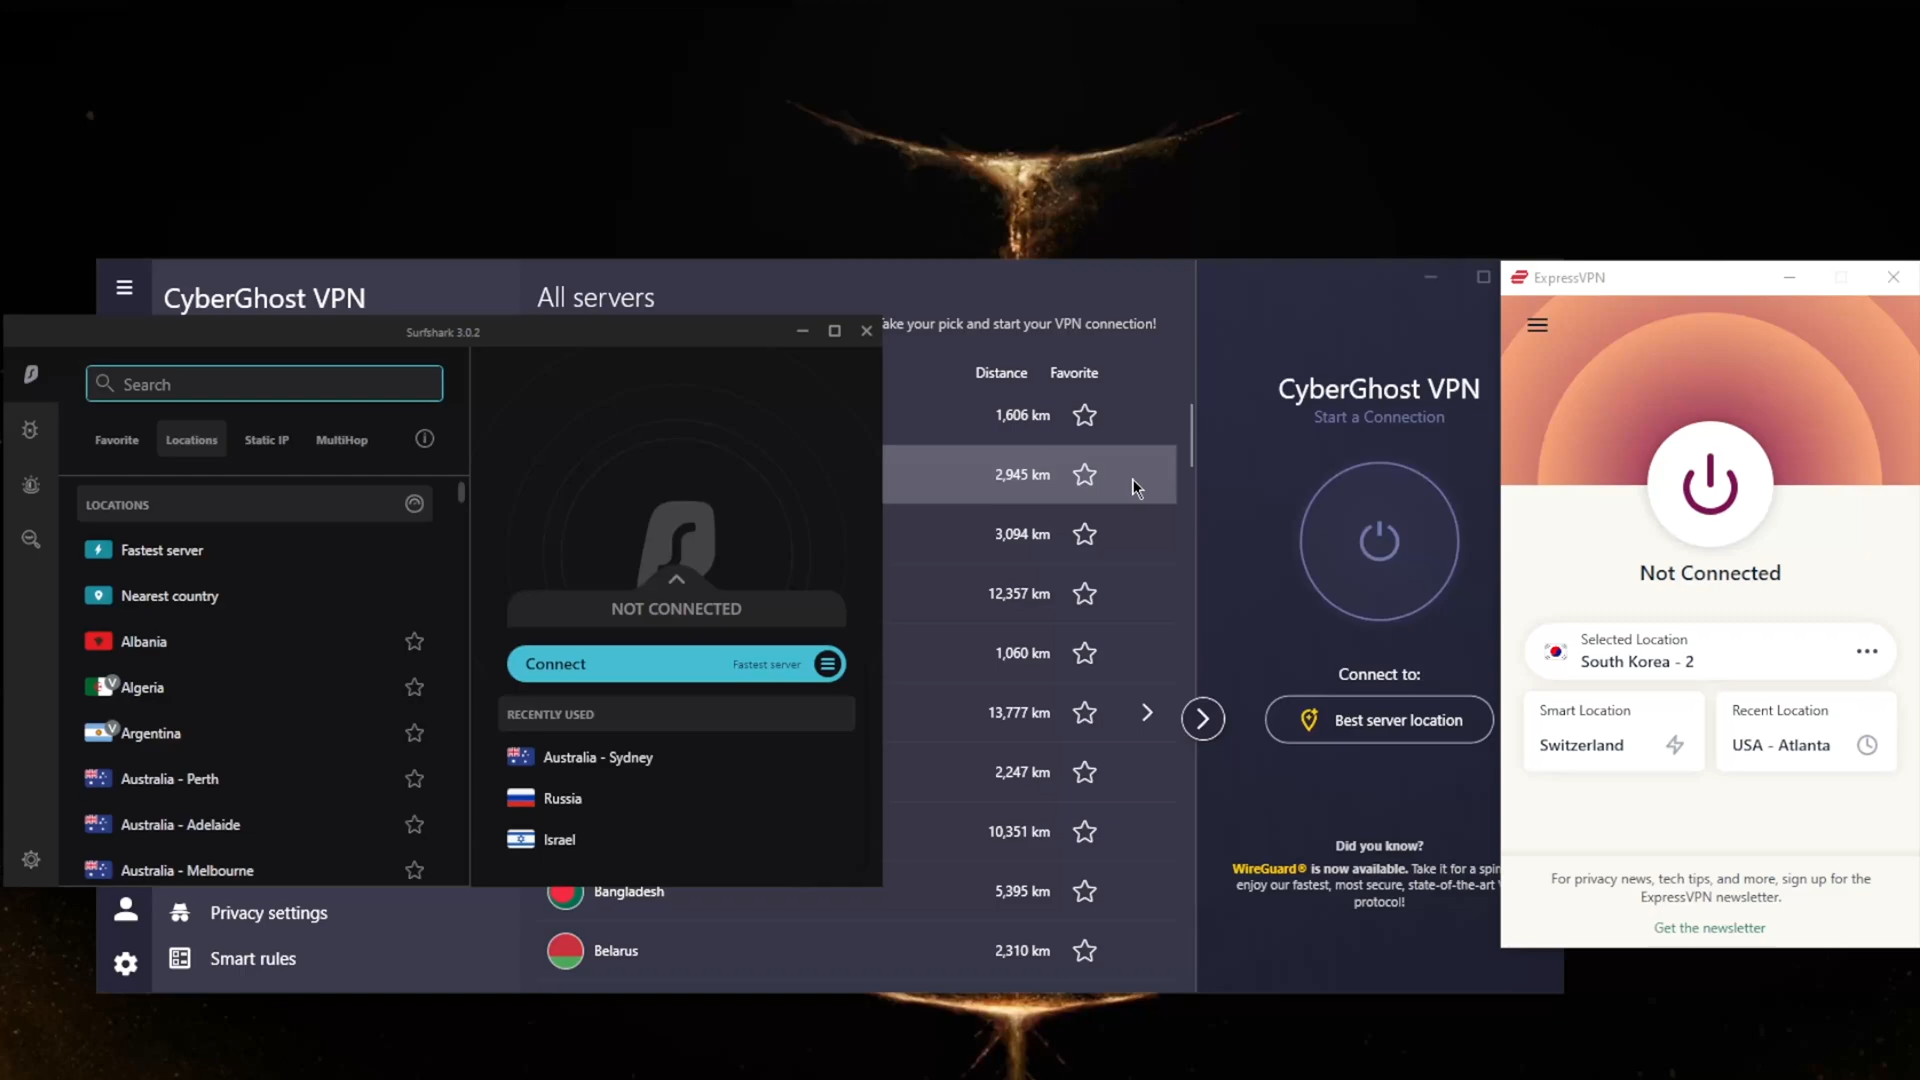 CyberGhost VPN
All servers
ake your pick and start your VPN connection!
Distance
Favorite
1,606 km
2,945 km
3,094 km
12,357 km
1,060 km
13,777 km
2,247 km
10,351 km
Bangladesh
5,395 km
Belarus
2,310 km
Privacy settings
Smart rules
Surfshark 3.0.2
Search
Favorite
Locations
Static IP
MultiHop
LOCATIONS
Fastest server
Nearest country
V
Albania
Algeria
V
Argentina
Australia - Perth
Australia - Adelaide
Australia - Melbourne
NOT CONNECTED
Connect
Fastest server
RECENTLY USED
Australia - Sydney
Russia
Israel
CyberGhost VPN
Start a Connection
Connect to:
Best server location
Did you know?
WireGuard® is now available. Take it for a spin
enjoy our fastest, most secure, state-of-the-art
protocol!
ExpressVPN
Not Connected
Selected Location
South Korea - 2
Smart Location
Switzerland
Recent Location
USA - Atlanta
For privacy news, tech tips, and more, sign up for the
ExpressVPN newsletter.
Get the newsletter